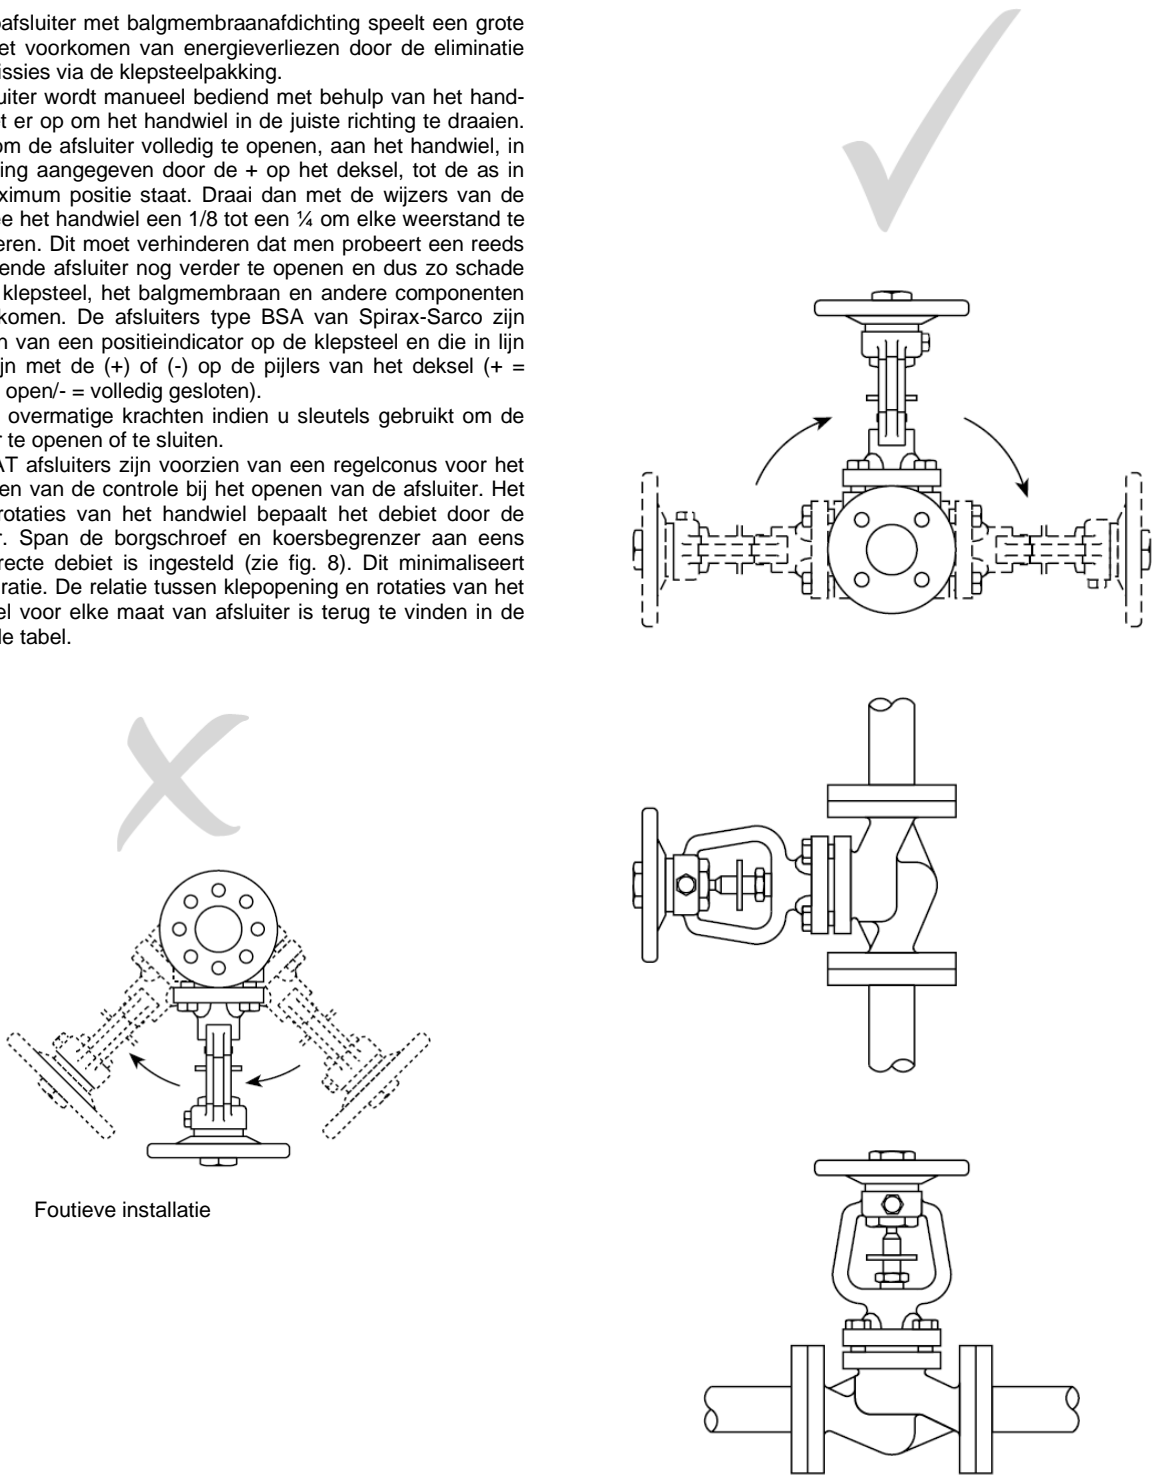 afsluiter met balgmembraanafdichting speelt een grote
et voorkomen van energieverliezen door de eliminatie
issies via de klepsteelpakking.
uiter wordt manueel bediend met behulp van het hand-
t er op om het handwiel in de juiste richting te draaien.
om de afsluiter volledig te openen, aan het handwiel, in
ing aangegeven door de + op het deksel, tot de as in
ximum positie staat. Draai dan met de wijzers van de
e het handwiel een 1/8 tot een ¼ om elke weerstand te
eren. Dit moet verhinderen dat men probeert een reeds
ende afsluiter nog verder te openen en dus zo schade
klepsteel, het balgmembraan en andere componenten
komen. De afsluiters type BSA van Spirax-Sarco zijn
n van een positieindicator op de klepsteel en die in lijn
jn met de (+) of (-) op de pijlers van het deksel (+ =
open/- = volledig gesloten).
overmatige krachten indien u sleutels gebruikt om de
r te openen of te sluiten.
AT afsluiters zijn voorzien van een regelconus voor het
en van de controle bij het openen van de afsluiter. Het
rotaties van het handwiel bepaalt het debiet door de
r. Span de borgschroef en koersbegrenzer aan eens
recte debiet is ingesteld (zie fig. 8). Dit minimaliseert
ratie. De relatie tussen klepopening en rotaties van het
el voor elke maat van afsluiter is terug te vinden in de
le tabel.
Foutieve installatie